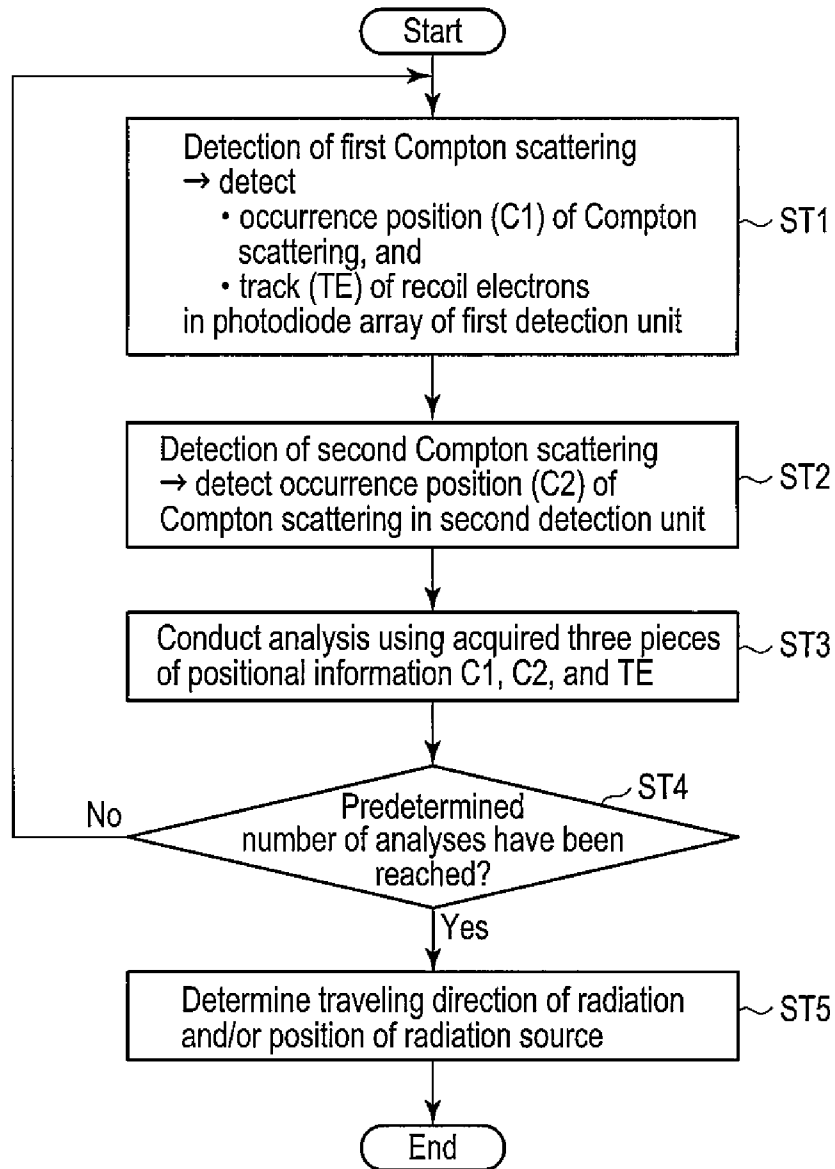 Start
Detection of first Compton scattering
→ detect
• occurrence position (C1) of Compton
scattering, and
• track (TE) of recoil electrons
in photodiode array of first detection unit
ST1
Detection of second Compton scattering
→ detect occurrence position (C2) of
Compton scattering in second detection unit
ST2
Conduct analysis using acquired three pieces
of positional information C1, C2, and TE
ST3
ST4
Predetermined
number of analyses have been
reached?
No
Yes
Determine traveling direction of radiation
and/or position of radiation source
ST5
End